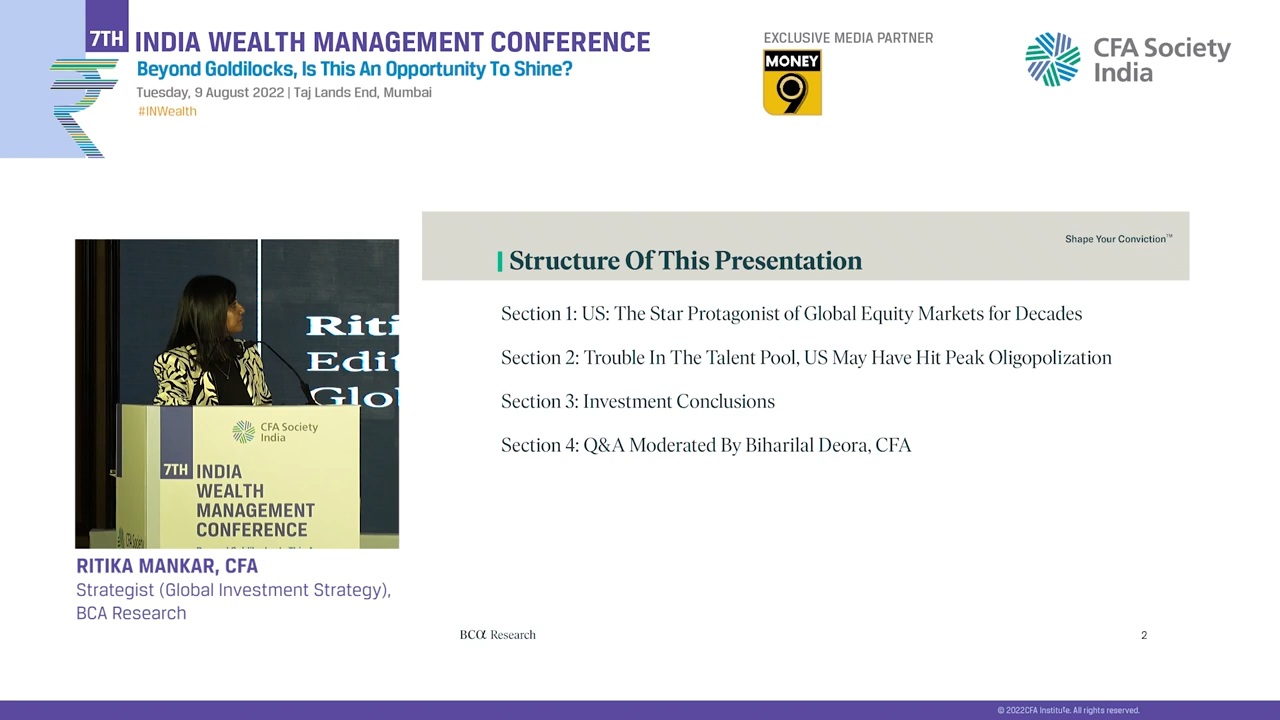 7TH INDIA WEALTH MANAGEMENT CONFERENCE
Beyond Goldilocks, Is This An Opportunity To Shine?
Tuesday, 9 August 2022 | Taj Lands End, Mumbai
#INWealth
EXCLUSIVE MEDIA PARTNER
MONEY
9
CFA Society
India
Shape Your Conviction™
Structure Of This Presentation
Section 1: US: The Star Protagonist of Global Equity Markets for Decades
Section 2: Trouble In The Talent Pool, US May Have Hit Peak Oligopolization
Section 3: Investment Conclusions
Section 4: Q&A Moderated By Biharilal Deora, CFA
BCα Research
2
Riti
Edit
Glo
CFA Society
India
7TH INDIA
WEALTH
MANAGEMENT
CONFERENCE
CFA Society
RITIKA MANKAR, CFA
Strategist (Global Investment Strategy),
BCA Research
© 2022CFA Institute. All rights reserved.